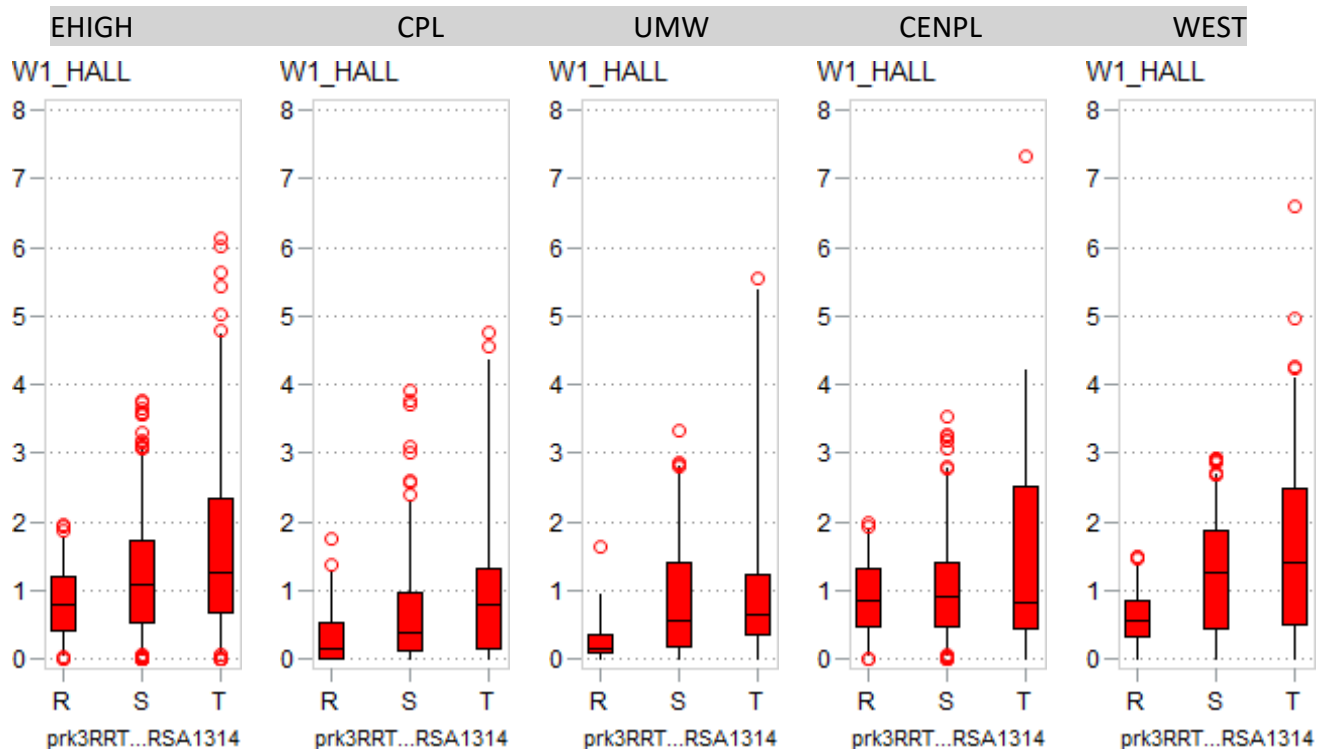 EHIGH CPL UMW CENPL WEST
W1_HALL W1_HALL W1_HALL W1_HALL W1_HALL
8 8 8 8 8
7 7 7 7 7
6 6 6 6 6
5 5 5 5 5
4 4 4 4 4
3 3 3 3 3
2 2 2 2 2
1 1 1 1 1
0 0 0 0 0
R S T R S T R S T R S T R S T
prk3RRT...RSA1314 prk3RRT...RSA1314 prk3RRT...RSA1314 prk3RRT...RSA1314 prk3RRT...RSA1314